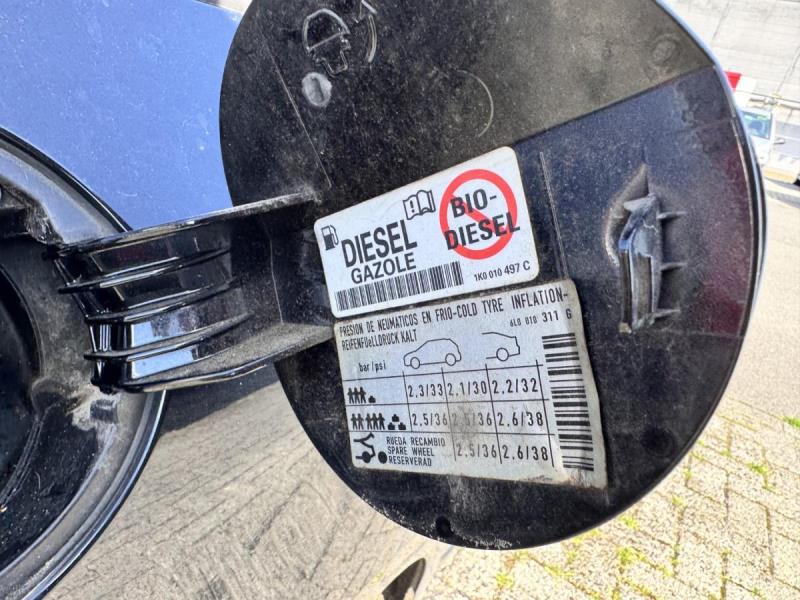 DIESEL
GAZOLE
BIO-
DIESEL
1K0 010 497 C
PRESION DE NEUMATICOS EN FRIO-COLD TYRE INFLATION-
REIFENFÜLLDRUCK KALT
6L0 010 311 G
bar/psi
2,3/33 2,1/30 2,2/32
2,5/36 2,5/36 2,6/38
RUEDA RECAMBIO
SPARE WHEEL
RESERVERAD
2,5/36 2,6/38